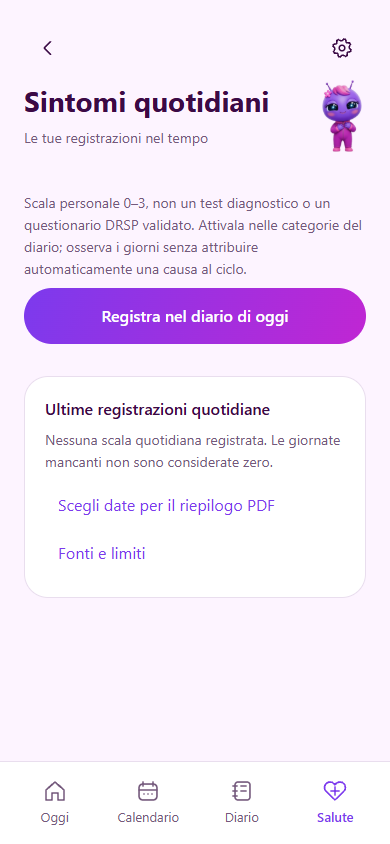 Sintomi quotidiani
Le tue registrazioni nel tempo
Scala personale 0–3, non un test diagnostico o un
questionario DRSP validato. Attivala nelle categorie del
diario; osserva i giorni senza attribuire
automaticamente una causa al ciclo.
Registra nel diario di oggi
Ultime registrazioni quotidiane
Nessuna scala quotidiana registrata. Le giornate
mancanti non sono considerate zero.
Scegli date per il riepilogo PDF
Fonti e limiti
Oggi
Calendario
Diario
Salute